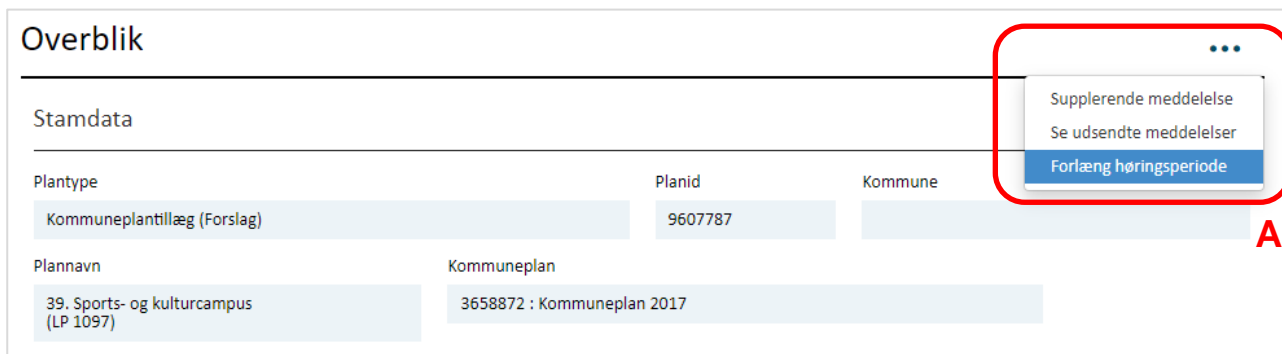 Overblik
•••
Supplerende meddelelse
Se udsendte meddelelser
Forlæng høringsperiode
Stamdata
Plantype
Planid
Kommune
Kommuneplantillæg (Forslag)
9607787
A
Plannavn
Kommuneplan
39. Sports- og kulturcampus
(LP 1097)
3658872 : Kommuneplan 2017